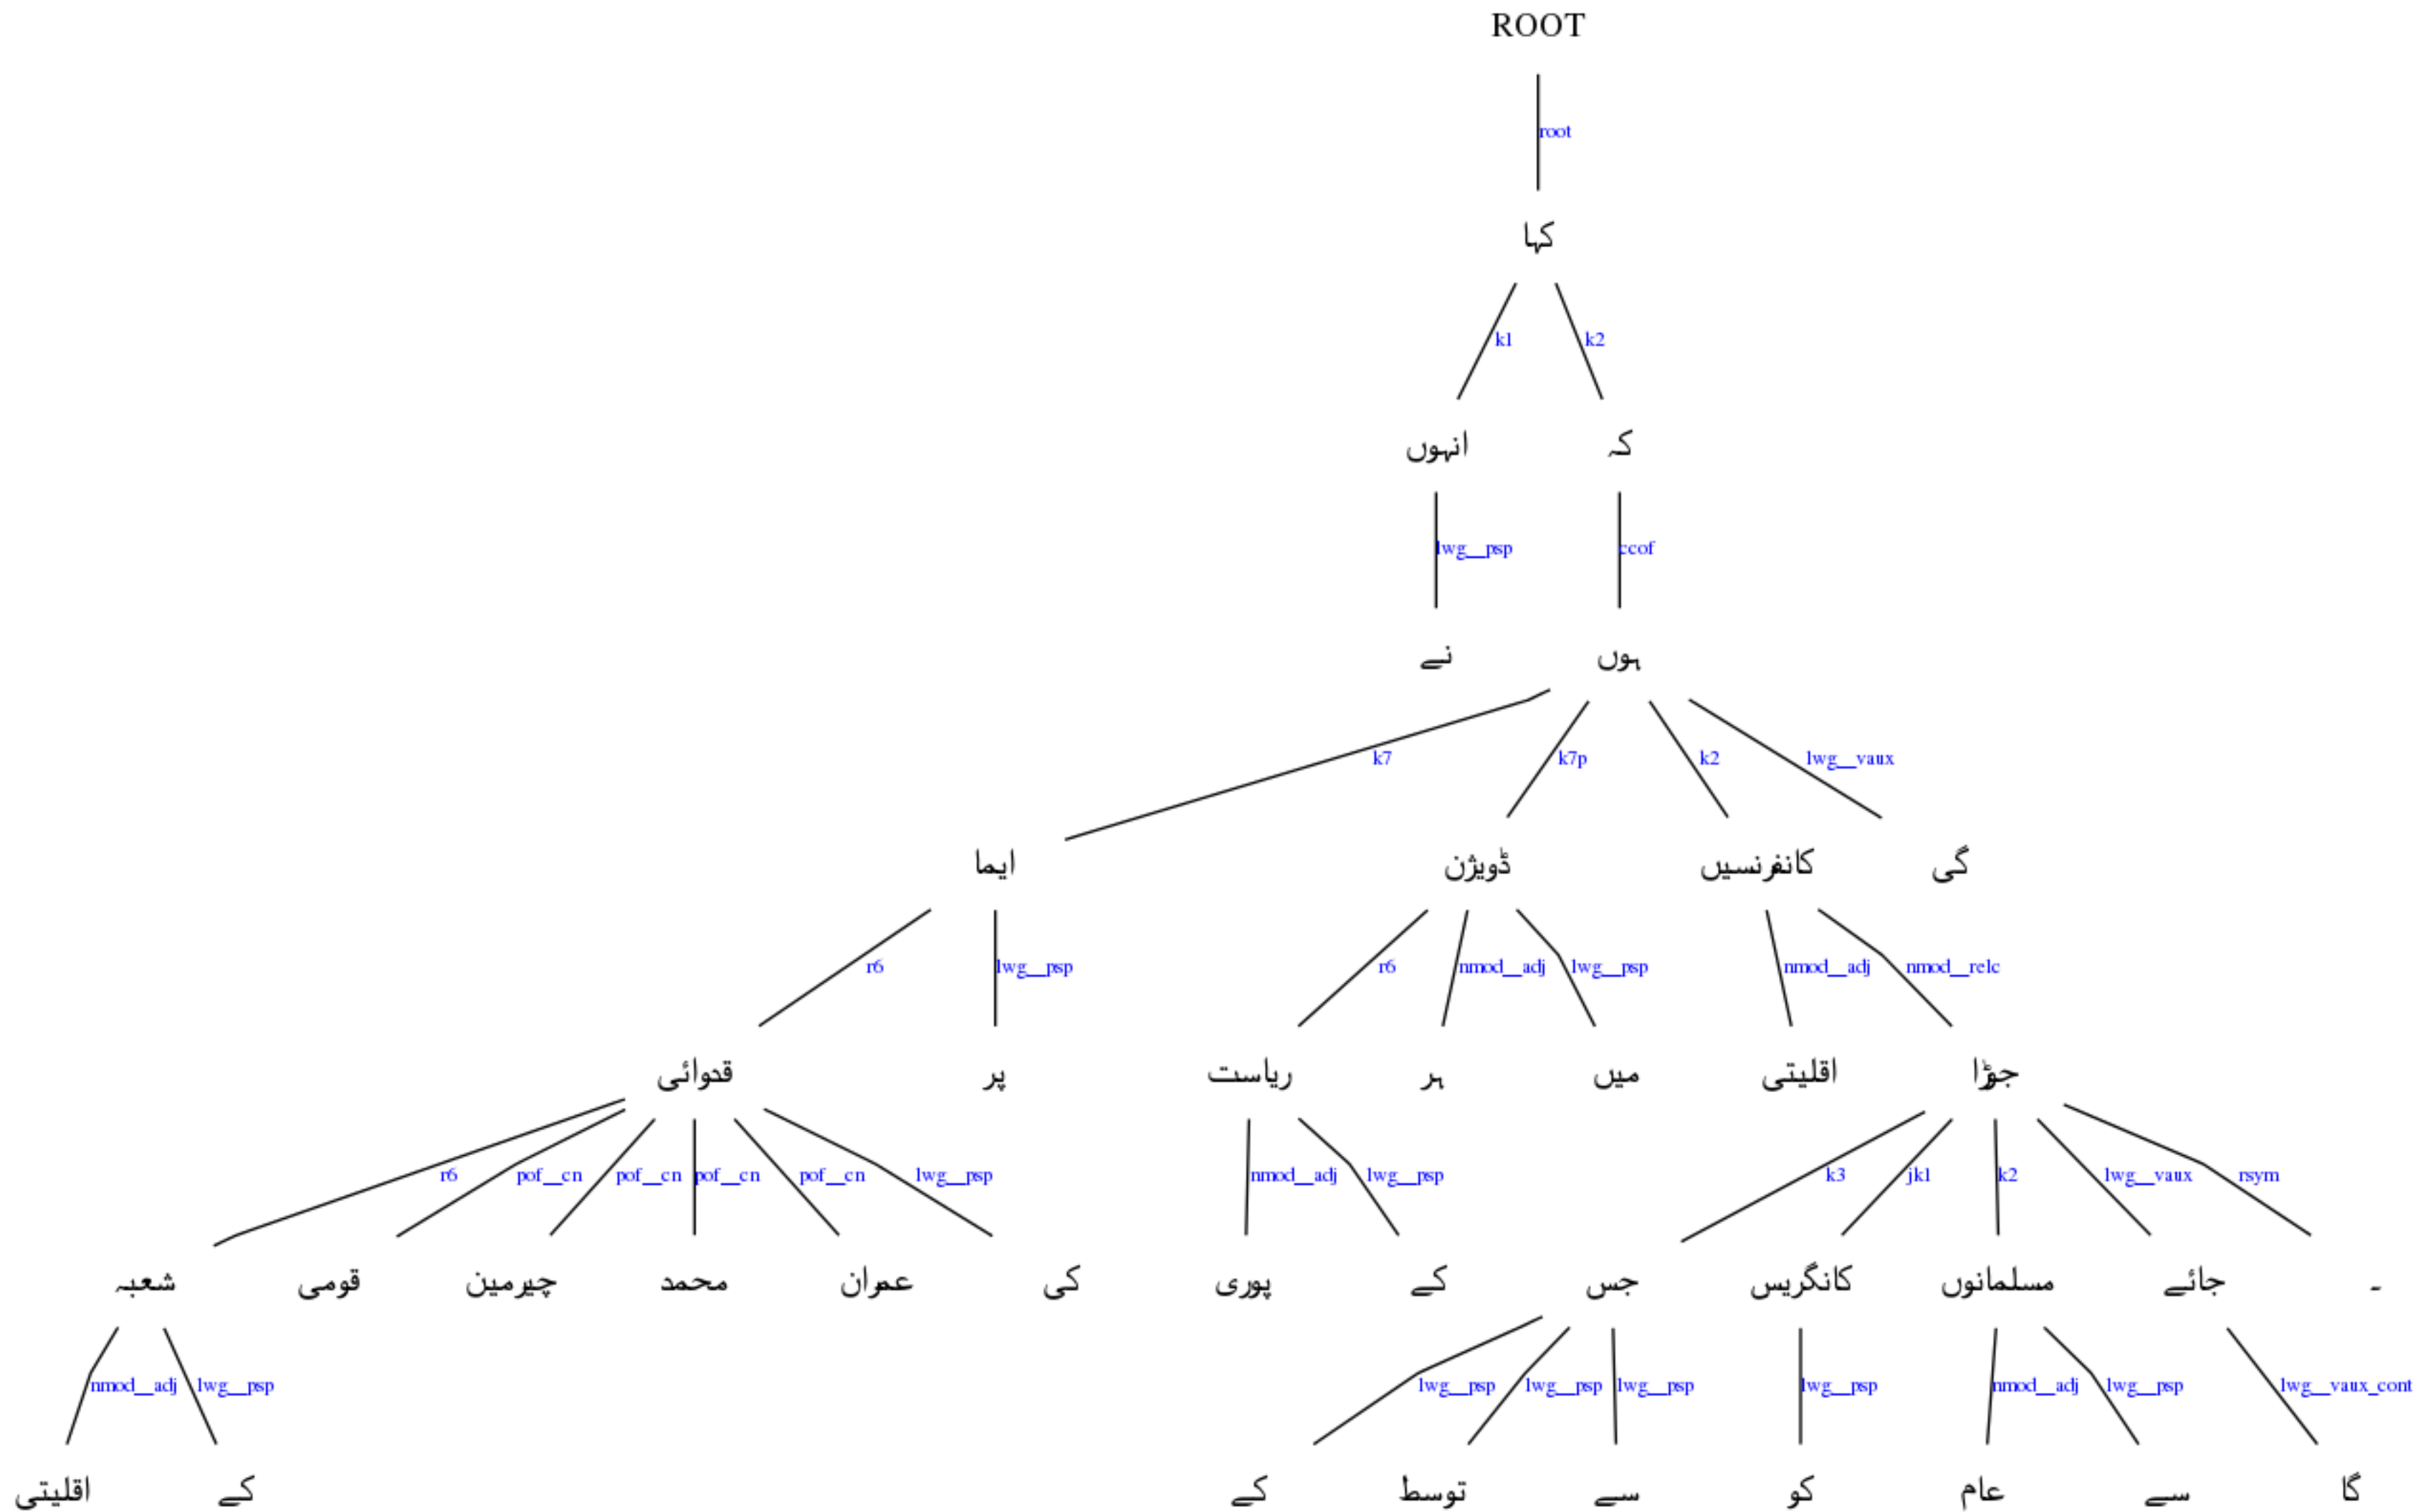 ROOT
root
کہا
k1 k2
انہوں کہ
lwg__psp ccof
نے ہوں
k7 k7p k2 lwg__vaux
ایما ڈویژن کانفرنسیں گی
r6 lwg__psp r6 nmod__adj lwg__psp nmod__adj nmod__relc
قدوائی پر ریاست ہر میں اقلیتی جوڑا
r6 pof__cn pof__cn pof__cn pof__cn lwg__psp nmod__adj lwg__psp k3 jk1 k2 lwg__vaux rsym
شعبہ قومی چیرمین محمد عمران کی پوری کے جس کانگریس مسلمانوں جائے ۔
nmod__adj lwg__psp lwg__psp lwg__psp lwg__psp lwg__psp nmod__adj lwg__psp lwg__vaux_cont
اقلیتی کے کے توسط سے کو عام سے گا